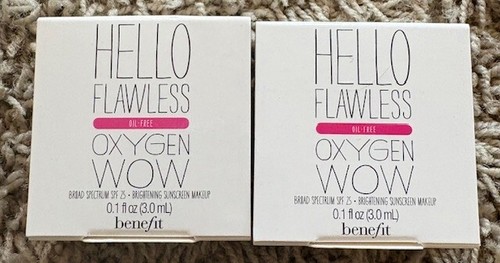 HELLO
FLAWLESS
OIL-FREE
OXYGEN
WOW
BROAD SPECTRUM SPF 25 • BRIGHTENING SUNSCREEN MAKEUP
0.1 fl oz (3.0 mL)
benefit
HELLO
FLAWLESS
OIL-FREE
OXYGEN
WOW
BROAD SPECTRUM SPF 25 • BRIGHTENING SUNSCREEN MAKEUP
0.1 fl oz (3.0 mL)
benefit